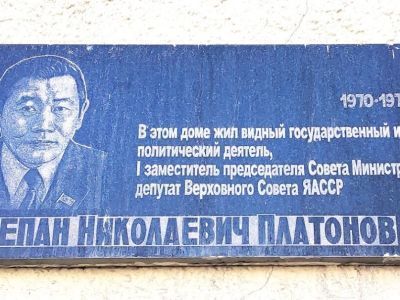 1970-197
В этом доме жил видный государственный и
политический деятель,
I заместитель председателя Совета Министр
депутат Верховного Совета ЯАССР
ЕПАН НИКОЛАЕВИЧ ПЛАТОНОВ